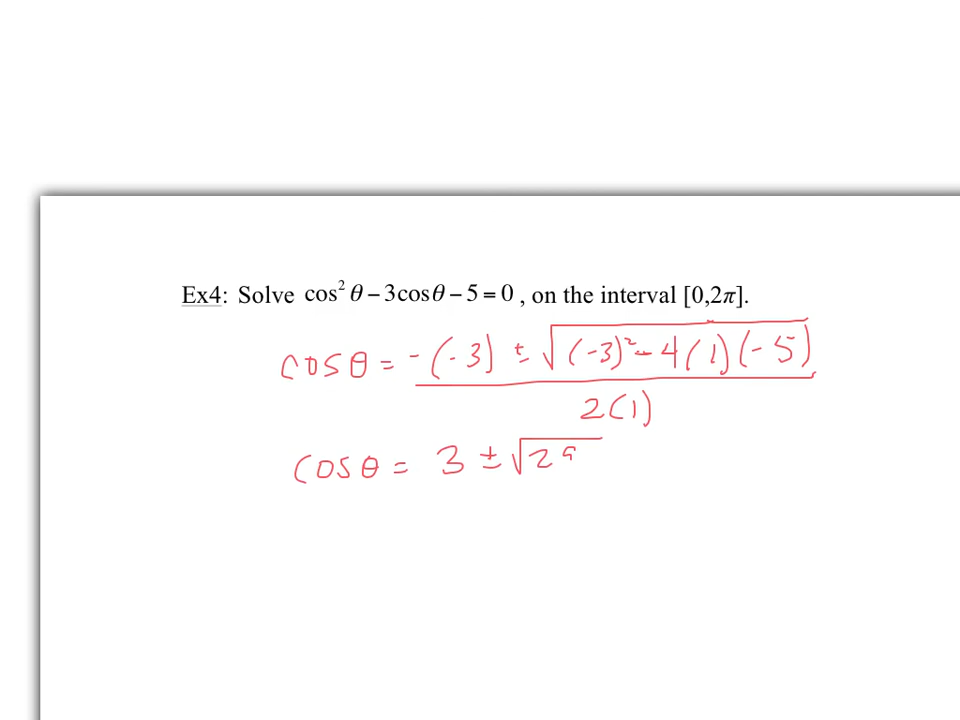 Ex4: Solve cos² θ – 3cosθ – 5 = 0 , on the interval [0,2π].
cos θ = -(-3) ± √((-3)² - 4(1)(-5)) / 2(1)
cos θ = 3 ± √29